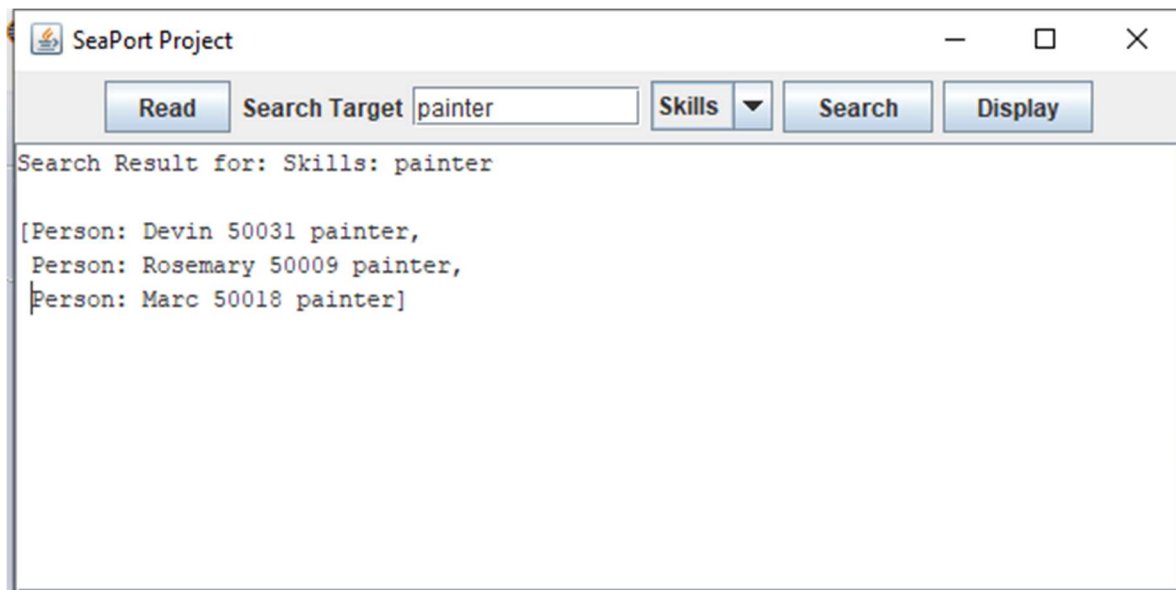 SeaPort Project
Read Search Target painter Skills Search Display
Search Result for: Skills: painter
[Person: Devin 50031 painter,
Person: Rosemary 50009 painter,
Person: Marc 50018 painter]